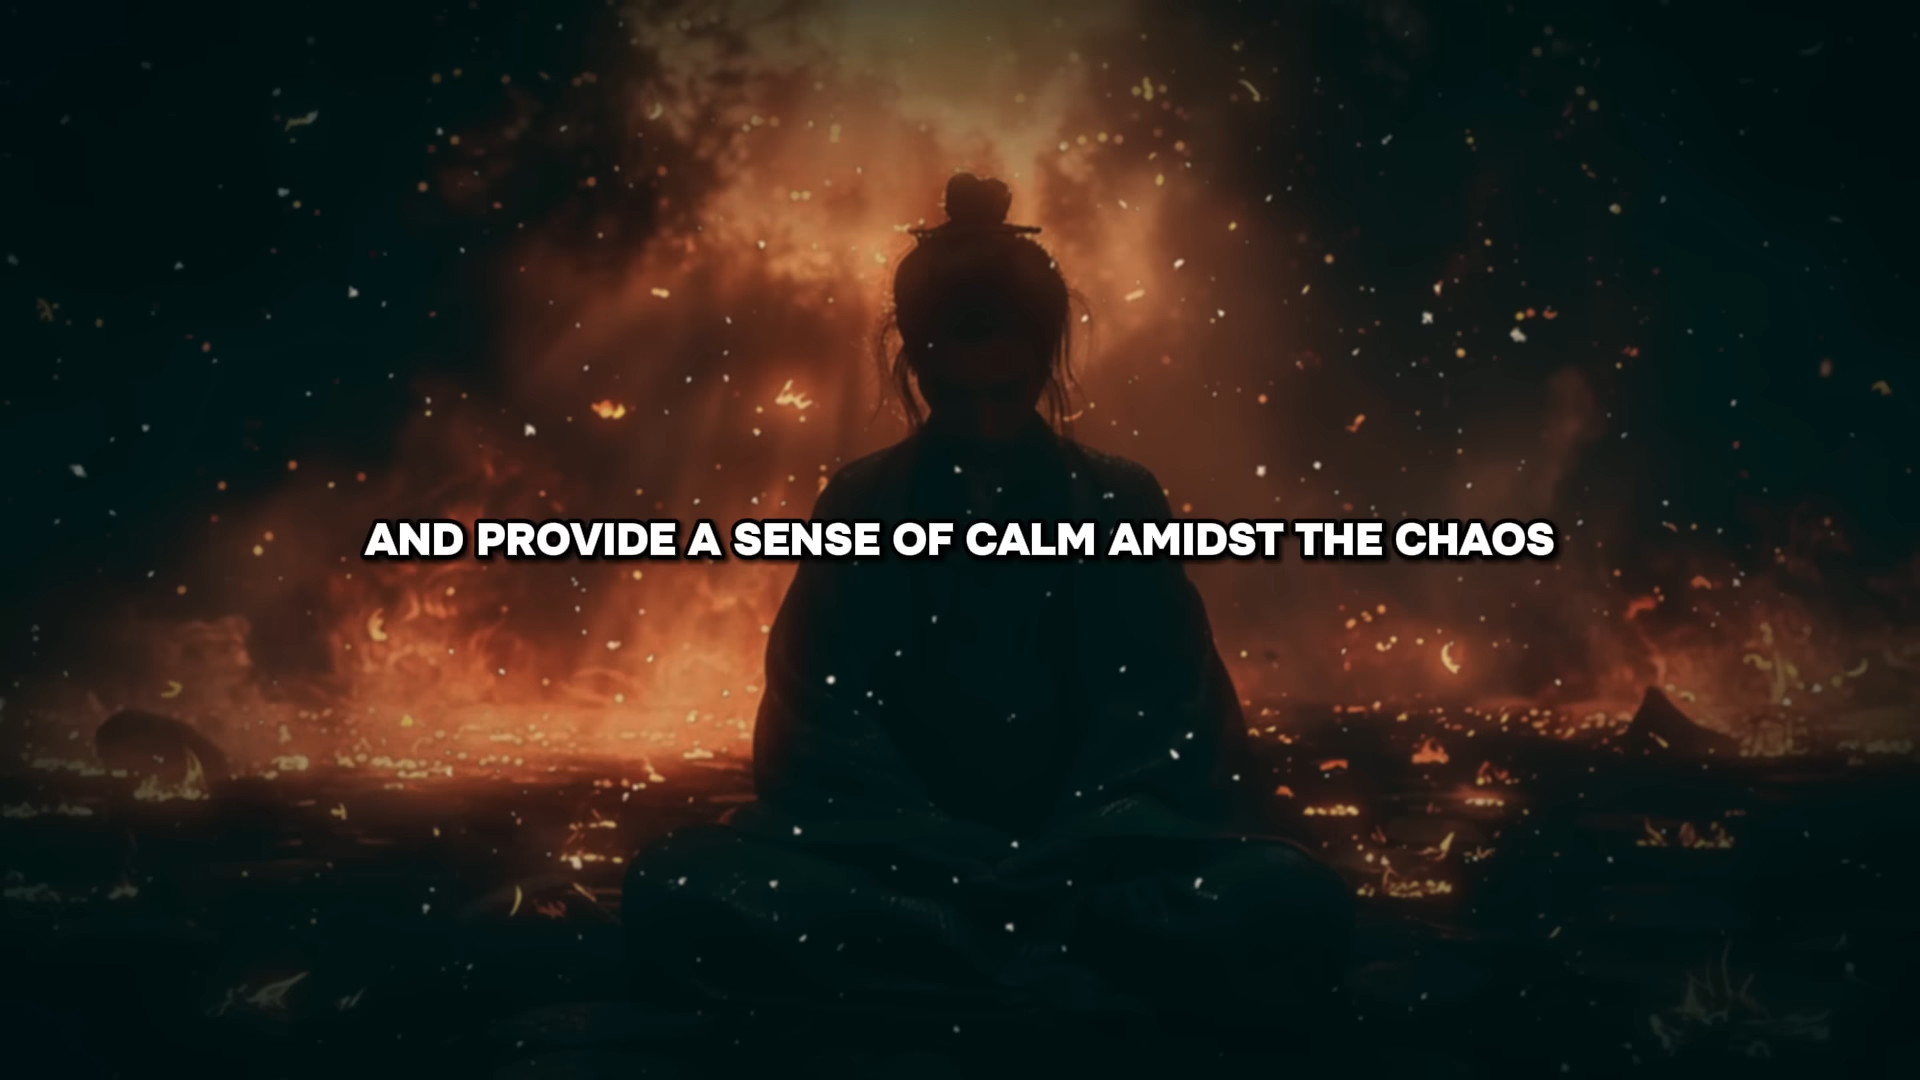 AND PROVIDE A SENSE OF CALM AMIDST THE CHAOS